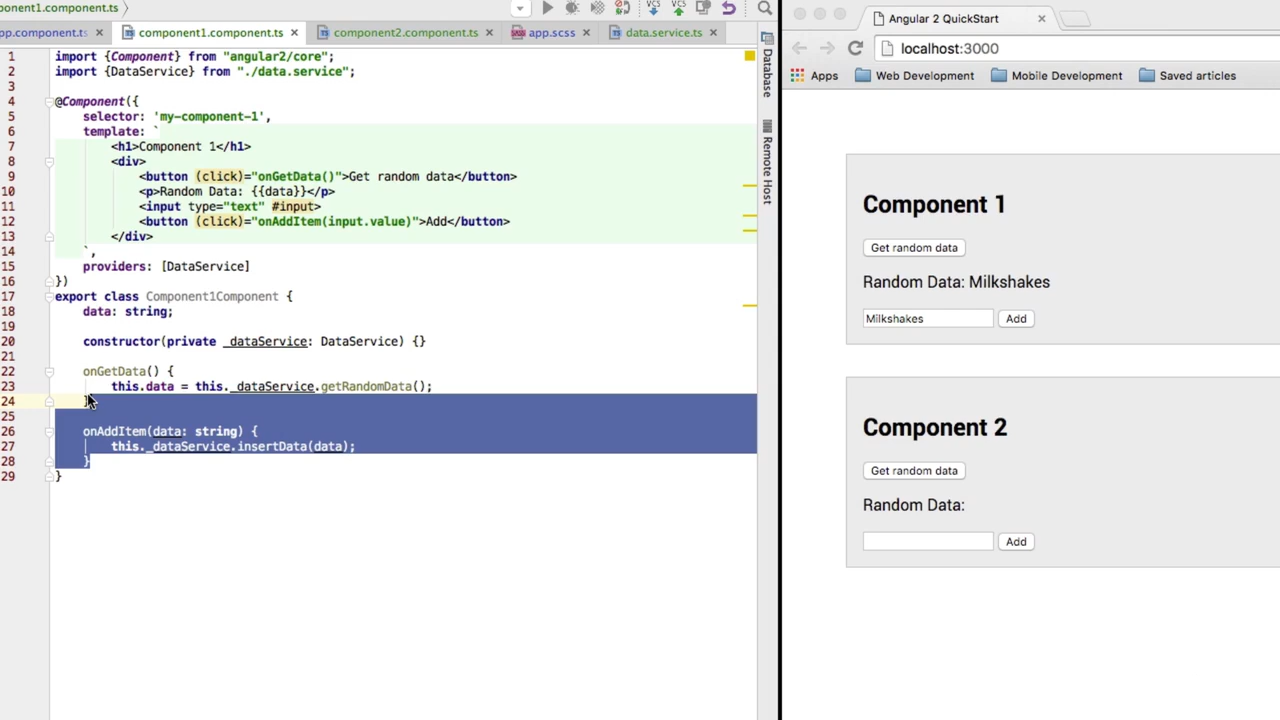 onent1.component.ts
app.component.ts
component1.component.ts
component2.component.ts
app.scss
data.service.ts
1 import {Component} from "angular2/core";
2 import {DataService} from "./data.service";
3
4 @Component({
5 selector: 'my-component-1',
6 template: `
7 <h1>Component 1</h1>
8 <div>
9 <button (click)="onGetData()">Get random data</button>
10 <p>Random Data: {{data}}</p>
11 <input type="text" #input>
12 <button (click)="onAddItem(input.value)">Add</button>
13 </div>
14 `,
15 providers: [DataService]
16 })
17 export class Component1Component {
18 data: string;
19
20 constructor(private _dataService: DataService) {}
21
22 onGetData() {
23 this.data = this._dataService.getRandomData();
24 }
25
26 onAddItem(data: string) {
27 this._dataService.insertData(data);
28 }
29 }
VCS VCS
Database
Remote Host
Angular 2 QuickStart
localhost:3000
Apps Web Development Mobile Development Saved articles
Component 1
Get random data
Random Data: Milkshakes
Milkshakes Add
Component 2
Get random data
Random Data:
Add